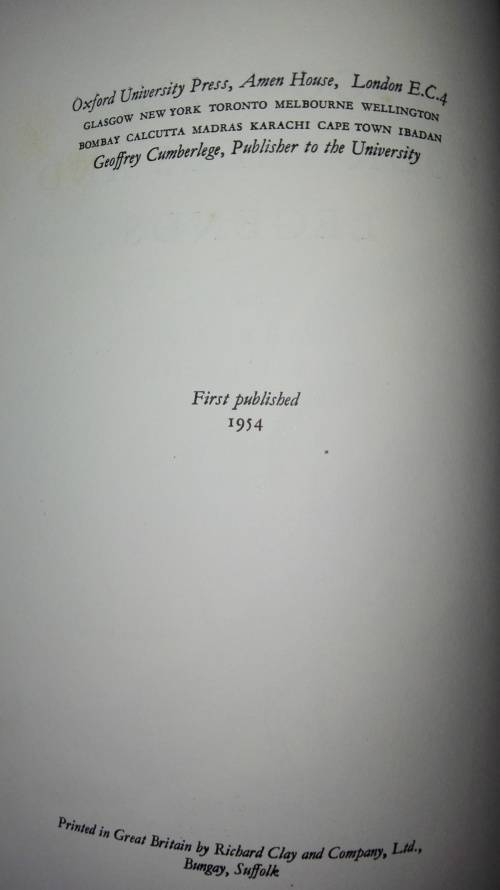 Oxford University Press, Amen House, London E.C.4
GLASGOW NEW YORK TORONTO MELBOURNE WELLINGTON
BOMBAY CALCUTTA MADRAS KARACHI CAPE TOWN IBADAN
Geoffrey Cumberlege, Publisher to the University
First published
1954
Printed in Great Britain by Richard Clay and Company, Ltd.,
Bungay, Suffolk